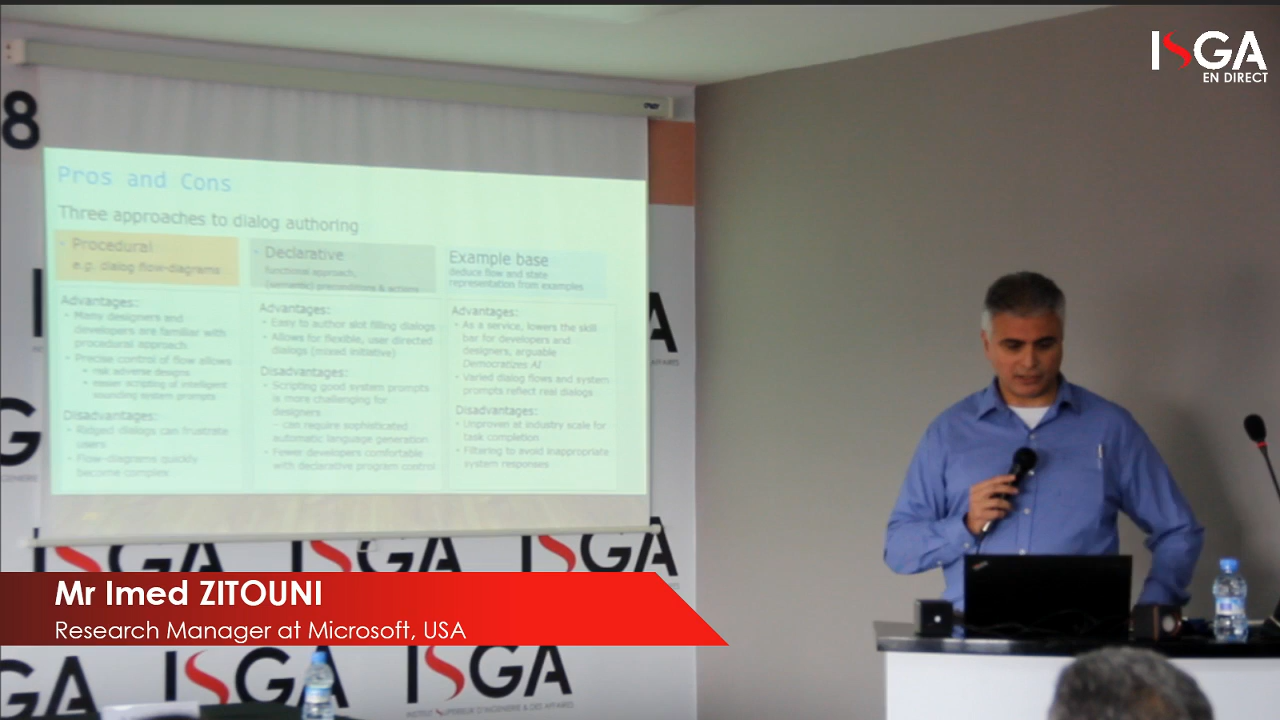 ISGA
EN DIRECT
8
Pros and Cons
Three approaches to dialog authoring
• Procedural
e.g. dialog flow-diagrams
Advantages:
• Many designers and
developers are familiar with
procedural approach
• Precise control of flow allows
• risk adverse designs
• easier scripting of intelligent
sounding system prompts
Disadvantages:
• Ridged dialogs can frustrate
users
• Flow-diagrams quickly
become complex
• Declarative
functional approach,
(semantic) preconditions & actions
Advantages:
• Easy to author slot filling dialogs
• Allows for flexible, user directed
dialogs (mixed initiative)
Disadvantages:
• Scripting good system prompts
is more challenging for
designers
- can require sophisticated
automatic language generation
• Fewer developers comfortable
with declarative program control
Example base
deduce flow and state
representation from examples
Advantages:
• As a service, lowers the skill
bar for developers and
designers, arguable
Democratizes AI
• Varied dialog flows and system
prompts reflect real dialogs
Disadvantages:
• Unproven at industry scale for
task completion
• Filtering to avoid inappropriate
system responses
A
AFFAIRES
G
ISGA
ISGA
ISGA
Mr Imed ZITOUNI
Research Manager at Microsoft, USA
GA
ISGA
ISGA
INSTITUT SUPERIEUR D'INGENIERIE & DES AFFAIRES